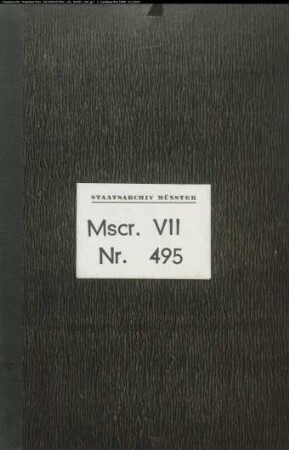 STAATSARCHIV MÜNSTER
Mscr. VII
Nr. 495